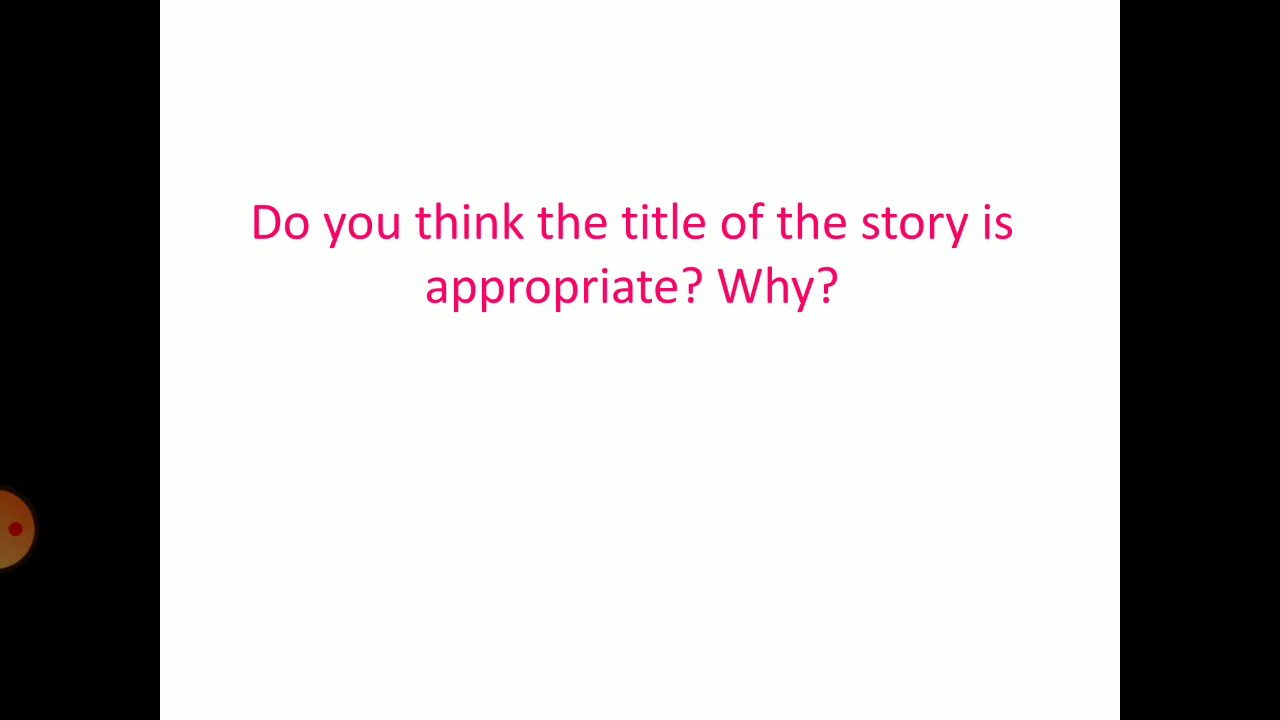 Do you think the title of the story is
appropriate? Why?